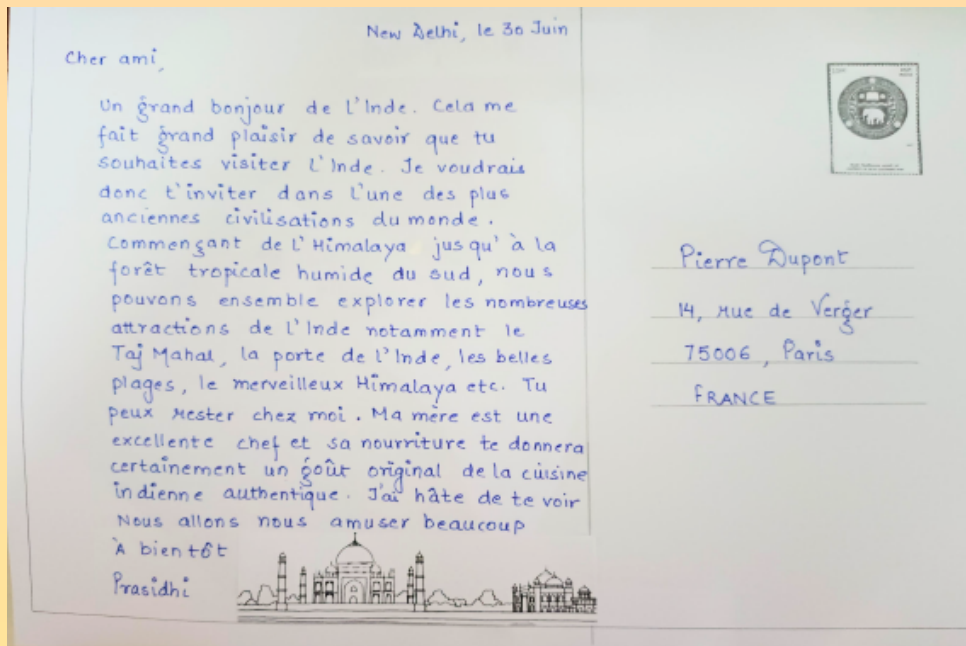 New Delhi, le 30 Juin
Cher ami,
Un grand bonjour de l'Inde. Cela me
fait grand plaisir de savoir que tu
souhaites visiter l'Inde. Je voudrais
donc t'inviter dans l'une des plus
anciennes civilisations du monde.
Commençant de l'Himalaya jusqu'à la
forêt tropicale humide du sud, nous
pouvons ensemble explorer les nombreuses
attractions de l'Inde notamment le
Taj Mahal, la porte de l'Inde, les belles
plages, le merveilleux Himalaya etc. Tu
peux rester chez moi. Ma mère est une
excellente chef et sa nourriture te donnera
certainement un goût original de la cuisine
indienne authentique. J'ai hâte de te voir
Nous allons nous amuser beaucoup
À bientôt
Prasidhi
Pierre Dupont
14, rue de Verger
75006, Paris
FRANCE